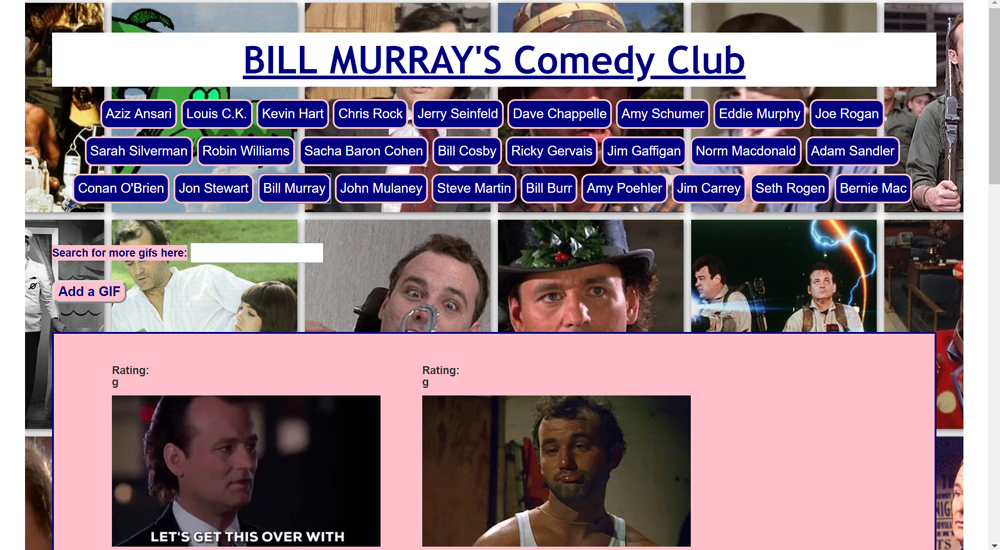 BILL MURRAY'S Comedy Club
Aziz Ansari Louis C.K. Kevin Hart Chris Rock Jerry Seinfeld Dave Chappelle Amy Schumer Eddie Murphy Joe Rogan
Sarah Silverman Robin Williams Sacha Baron Cohen Bill Cosby Ricky Gervais Jim Gaffigan Norm Macdonald Adam Sandler
Conan O'Brien Jon Stewart Bill Murray John Mulaney Steve Martin Bill Burr Amy Poehler Jim Carrey Seth Rogen Bernie Mac
Search for more gifs here:
Add a GIF
Rating: Rating:
g g
LET'S GET THIS OVER WITH